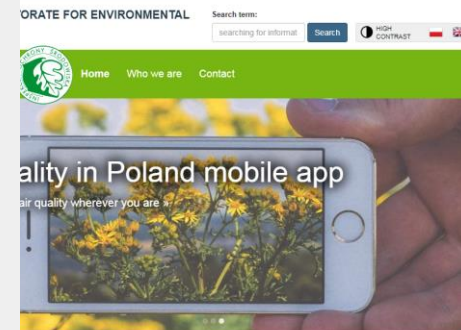 ORATE FOR ENVIRONMENTAL
Search term:
searching for informat
Search
HIGH
CONTRAST
Home
Who we are
Contact
ality in Poland mobile app
air quality wherever you are »